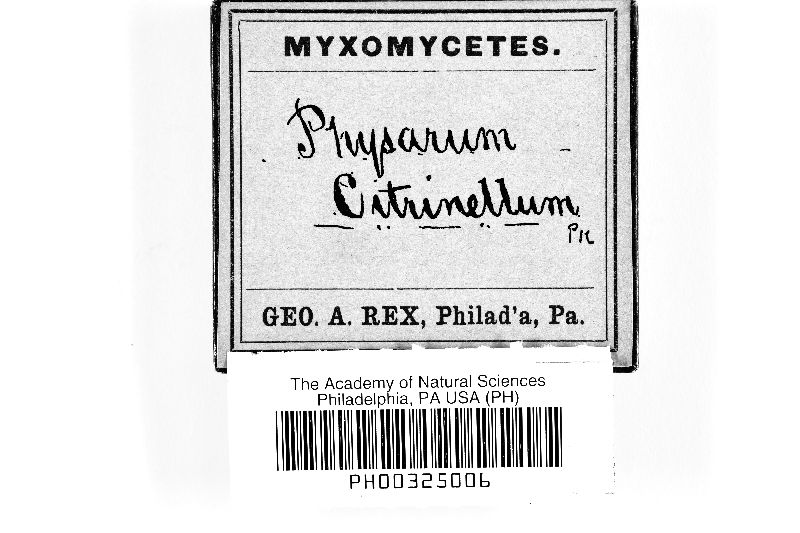 MYXOMYCETES.
Physarum
Citrinellum
Pk
GEO. A. REX, Philad'a, Pa.
The Academy of Natural Sciences
Philadelphia, PA USA (PH)
PH00325006